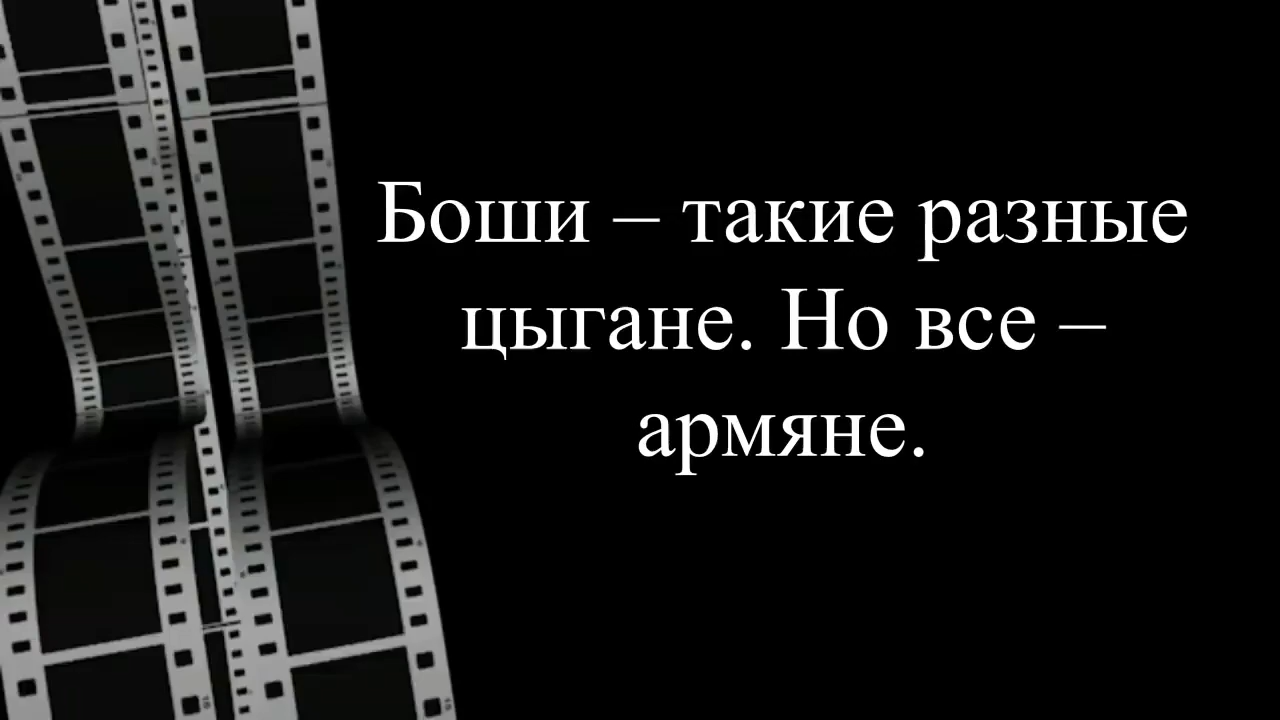 Боши – такие разные
цыгане. Но все –
армяне.